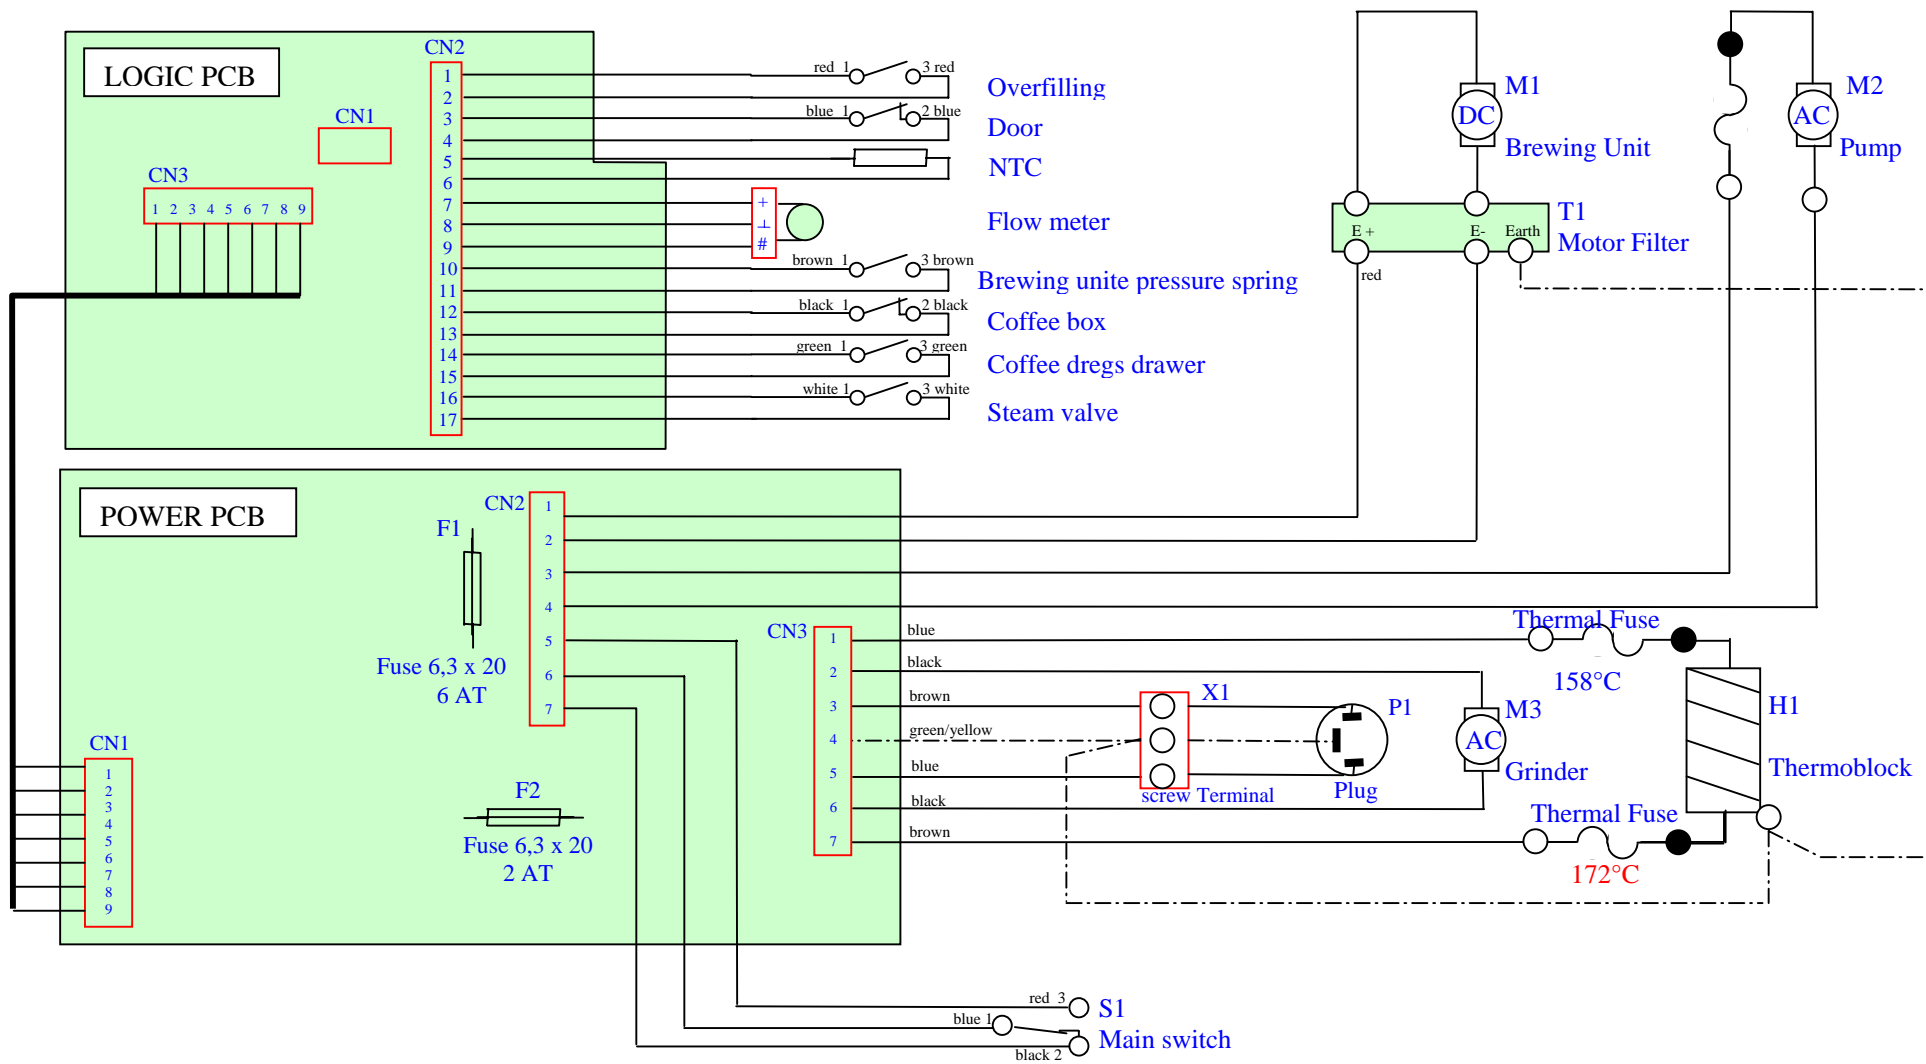 LOGIC PCB
CN2
CN1
CN3
1 2 3 4 5 6 7 8 9
1
2
3
4
5
6
7
8
9
10
11
12
13
14
15
16
17
red 1 3 red
Overfilling
blue 1 2 blue
Door
NTC
+
⊥
#
Flow meter
brown 1 3 brown
Brewing unite pressure spring
black 1 2 black
Coffee box
green 1 3 green
Coffee dregs drawer
white 1 3 white
Steam valve
M1
DC
Brewing Unit
M2
AC
Pump
T1
Motor Filter
E + E- Earth
red
POWER PCB
CN2
1
2
3
4
5
6
7
F1
Fuse 6,3 x 20
6 AT
F2
Fuse 6,3 x 20
2 AT
CN1
1
2
3
4
5
6
7
8
9
CN3
1
2
3
4
5
6
7
blue
black
brown
green/yellow
blue
black
brown
X1
screw Terminal
P1
Plug
M3
AC
Grinder
Thermal Fuse
158°C
H1
Thermoblock
Thermal Fuse
172°C
red 3
S1
blue 1
Main switch
black 2